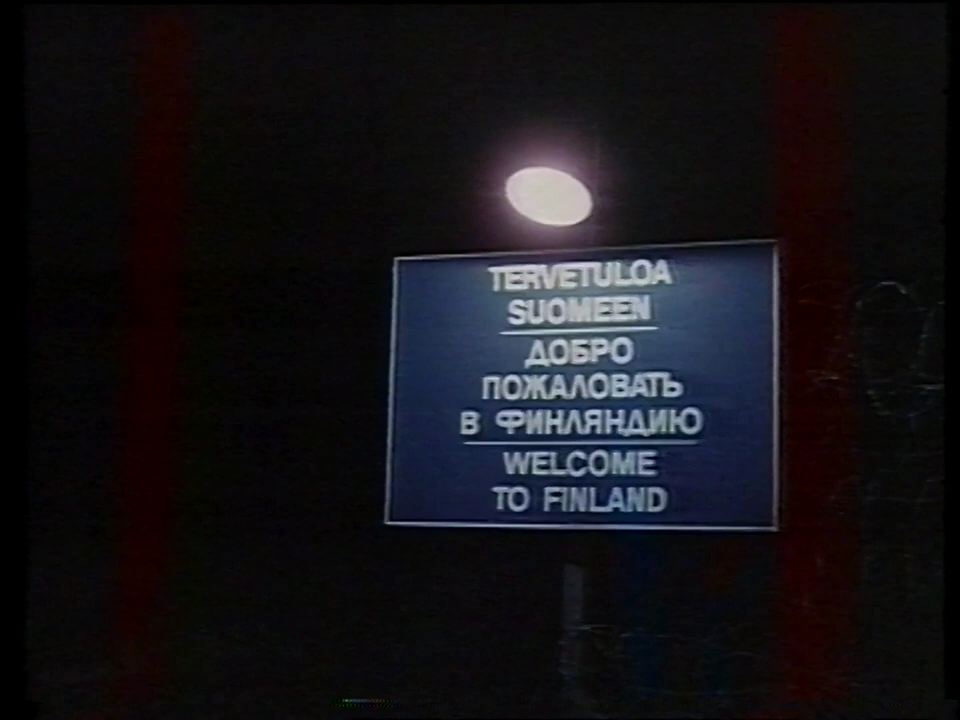 TERVETULOA
SUOMEEN
ДОБРО
ПОЖАЛОВАТЬ
В ФИНЛЯНДИЮ
WELCOME
TO FINLAND